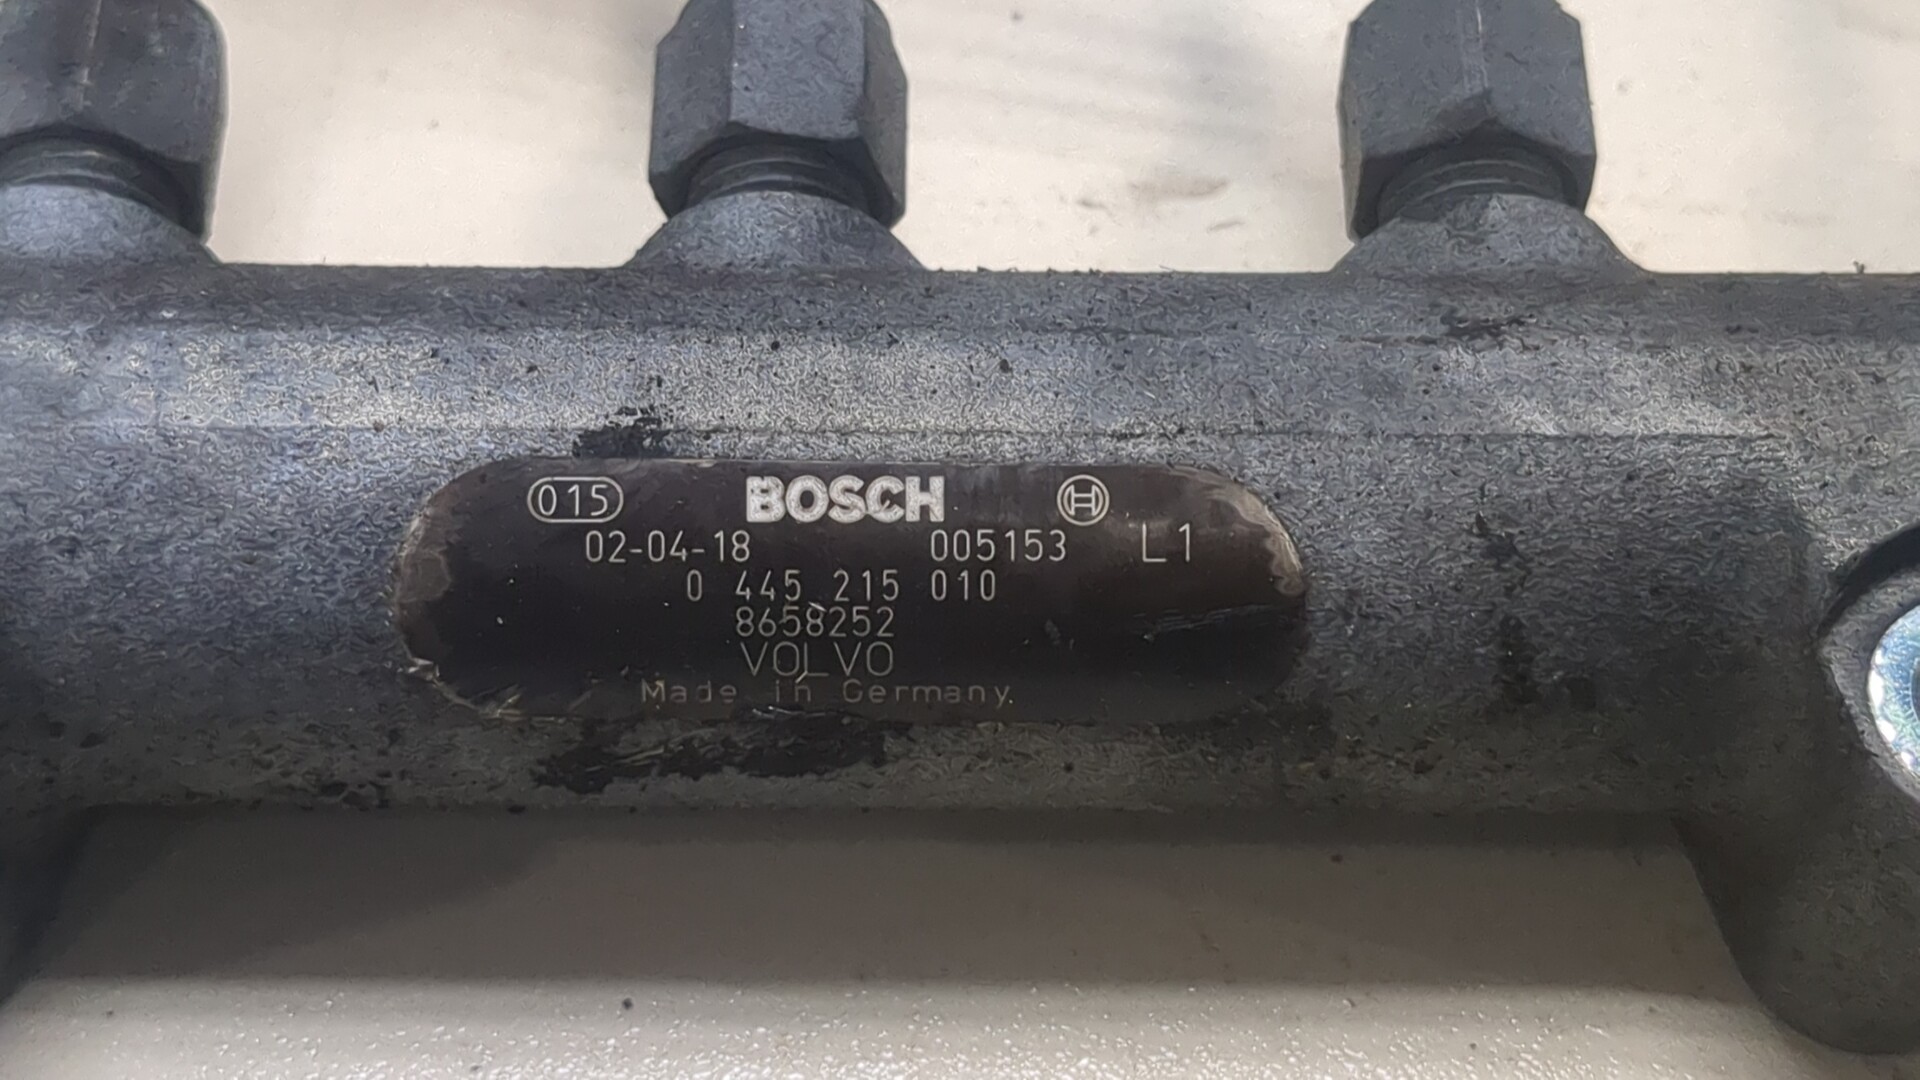 015 BOSCH
02-04-18 005153 L1
0 445 215 010
8658252
VOLVO
Made in Germany.